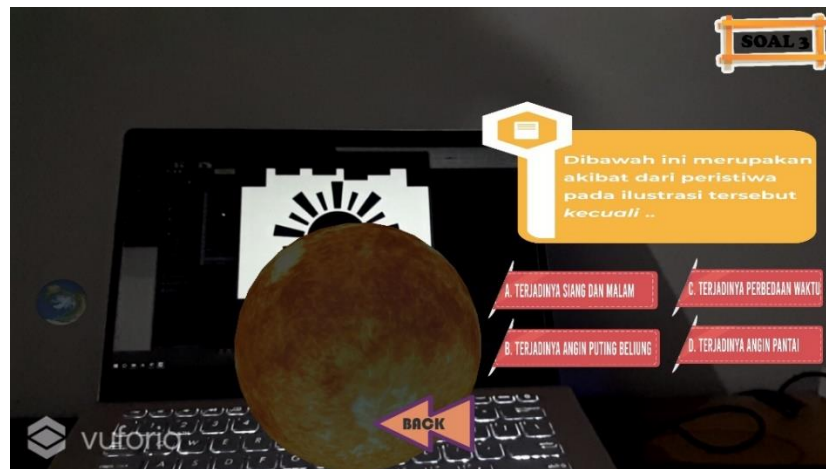 SOAL 3
Dibawah ini merupakan
akibat dari peristiwa
pada ilustrasi tersebut
kecuali ..
A. TERJADINYA SIANG DAN MALAM
C. TERJADINYA PERBEDAAN WAKTU
B. TERJADINYA ANGIN PUTING BELIUNG
D. TERJADINYA ANGIN PANTAI
BACK
vuforia